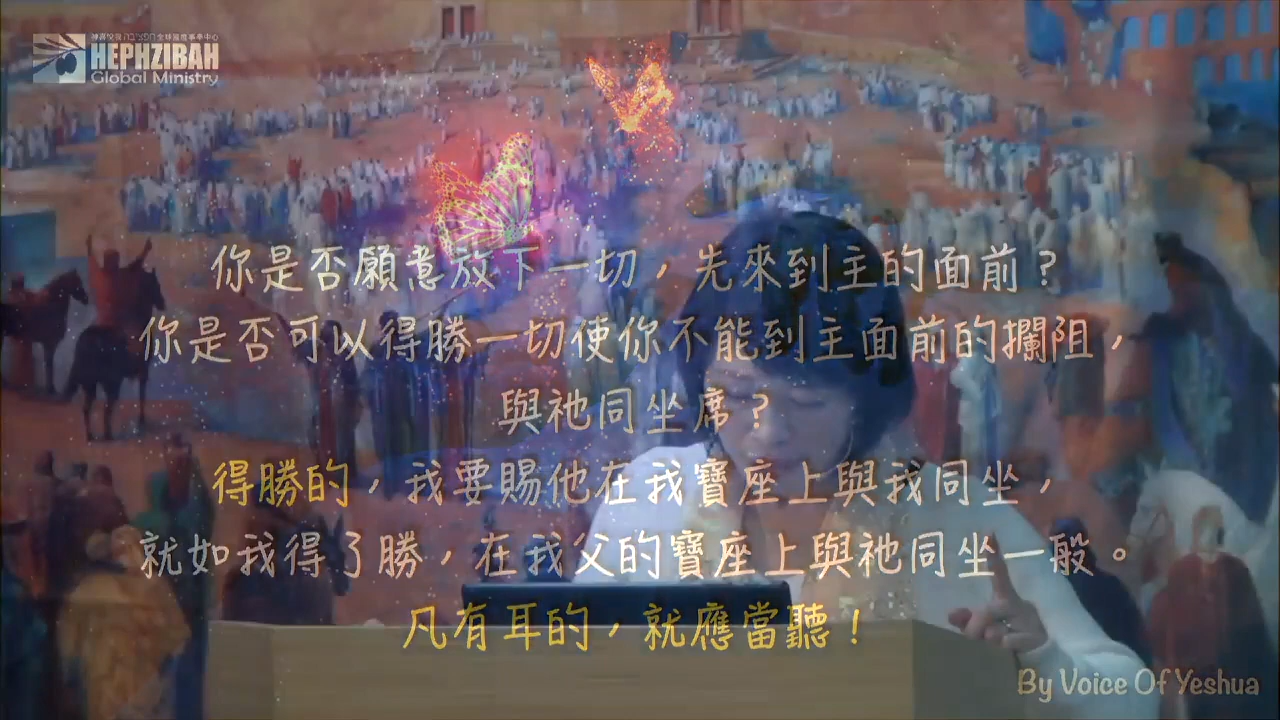 HEPHZIBAH
Global Ministry
你是否願意放下一切，先來到主的面前？
你是否可以得勝一切使你不能到主面前的攔阻，
與祂同坐席？
得勝的，我要賜他在我寶座上與我同坐，
就如我得了勝，在我父的寶座上與祂同坐一般。
凡有耳的，就應當聽！
By Voice Of Yeshua